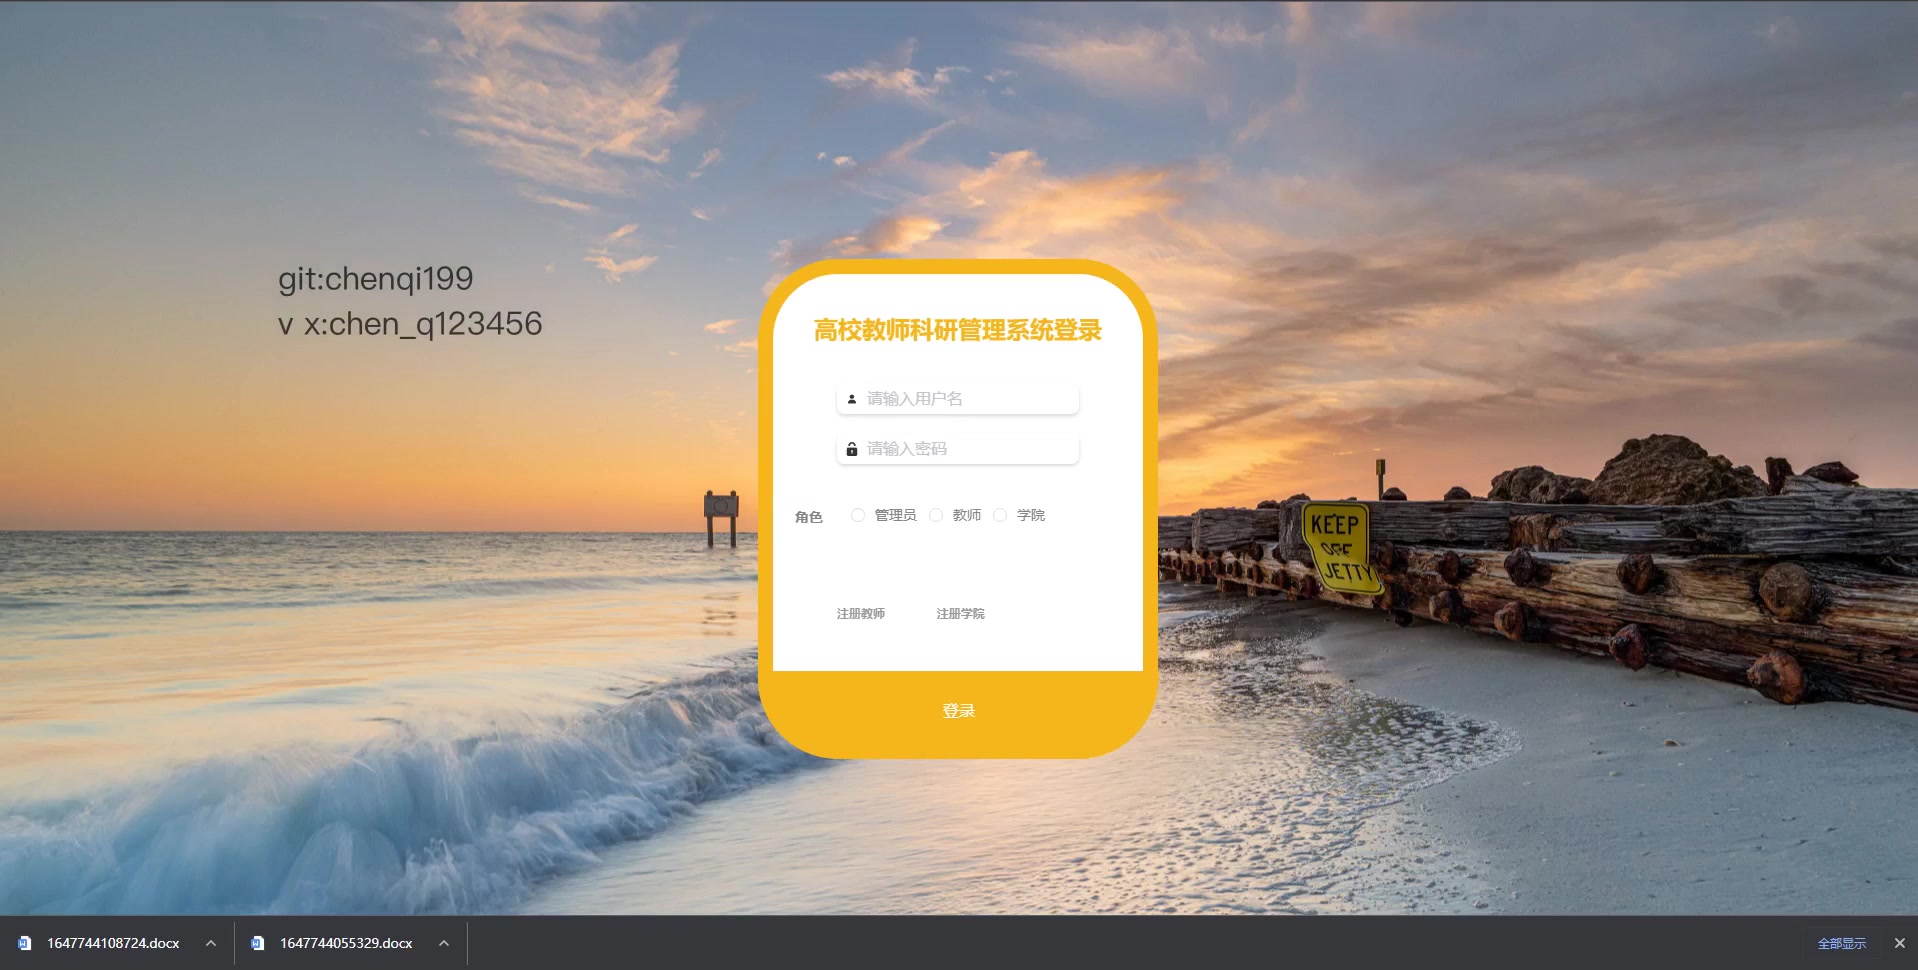 git:chenqi199
v x:chen_q123456
高校教师科研管理系统登录
请输入用户名
请输入密码
角色 管理员 教师 学院
KEEP
OFF
JETTY
注册教师 注册学院
登录
1647744108724.docx 1647744055329.docx 全部显示